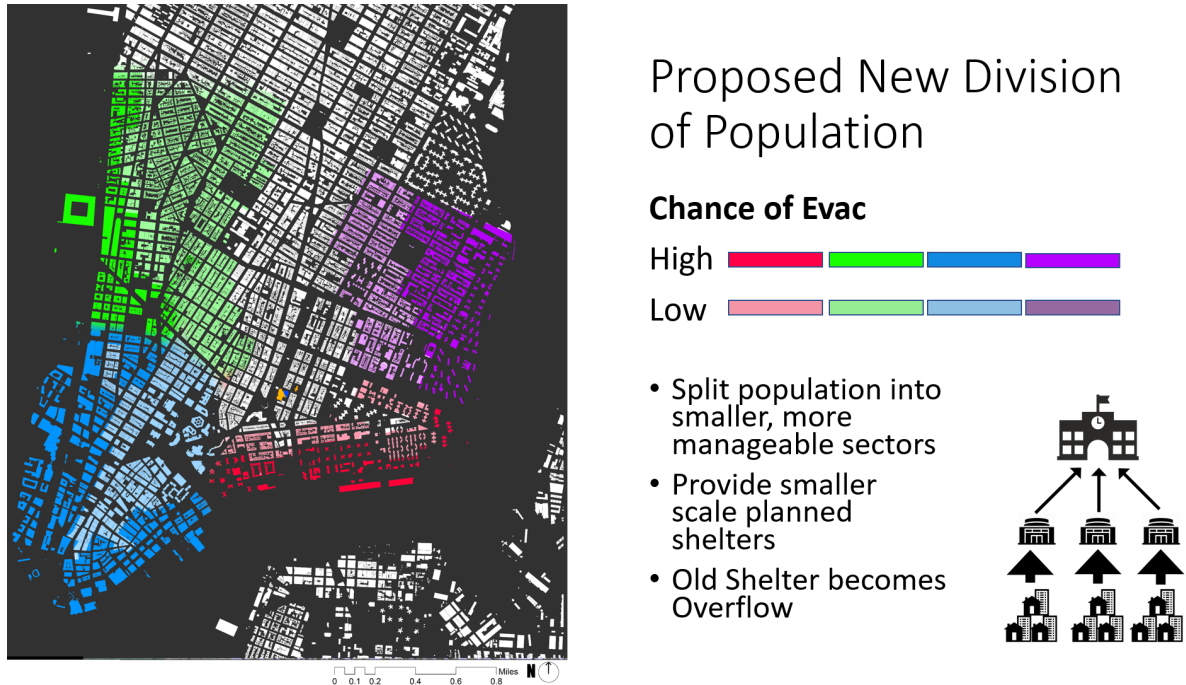 Proposed New Division
of Population
Chance of Evac
High
Low
• Split population into
smaller, more
manageable sectors
• Provide smaller
scale planned
shelters
• Old Shelter becomes
Overflow
Miles N
0 0.1 0.2 0.4 0.6 0.8